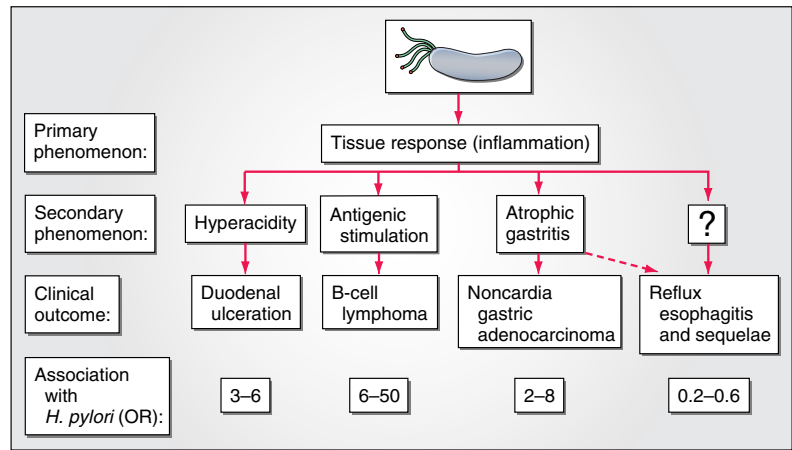 Primary
phenomenon:
Tissue response (inflammation)
Secondary
phenomenon:
Hyperacidity
Antigenic
stimulation
Atrophic
gastritis
?
Clinical
outcome:
Duodenal
ulceration
B-cell
lymphoma
Noncardia
gastric
adenocarcinoma
Reflux
esophagitis
and sequelae
Association
with
H. pylori (OR):
3–6
6–50
2–8
0.2–0.6